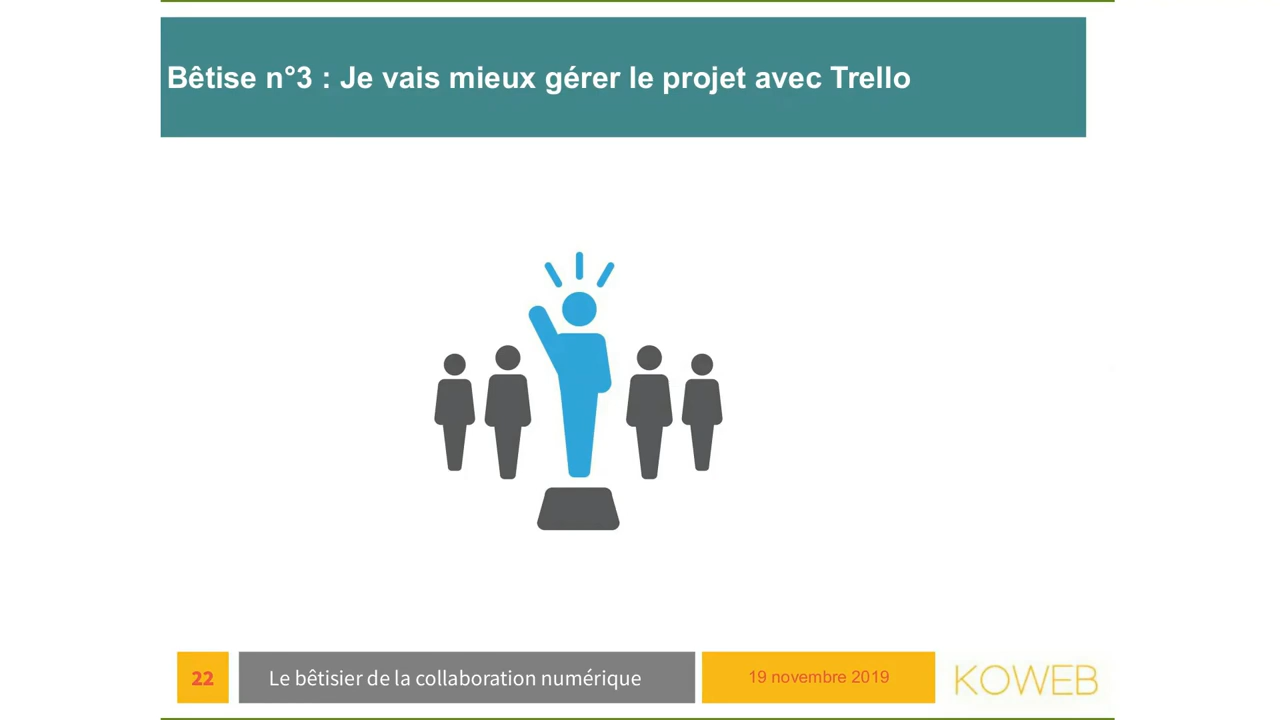 Bêtise n°3 : Je vais mieux gérer le projet avec Trello
22
Le bêtisier de la collaboration numérique
19 novembre 2019
KOWEB